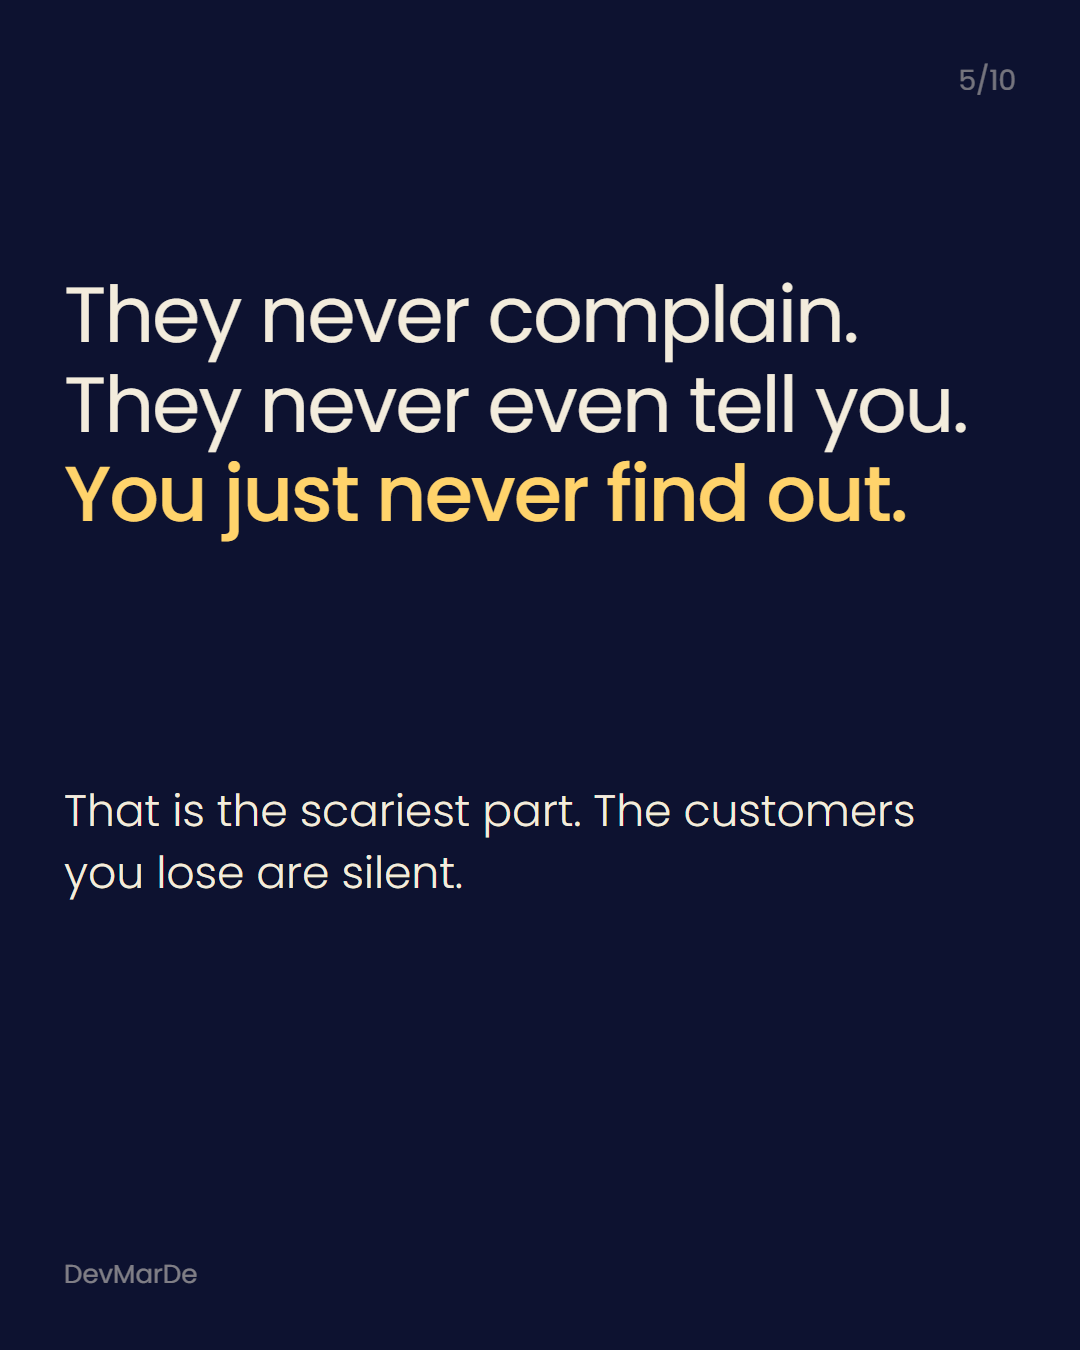 5/10
They never complain.
They never even tell you.
You just never find out.
That is the scariest part. The customers
you lose are silent.
DevMarDe